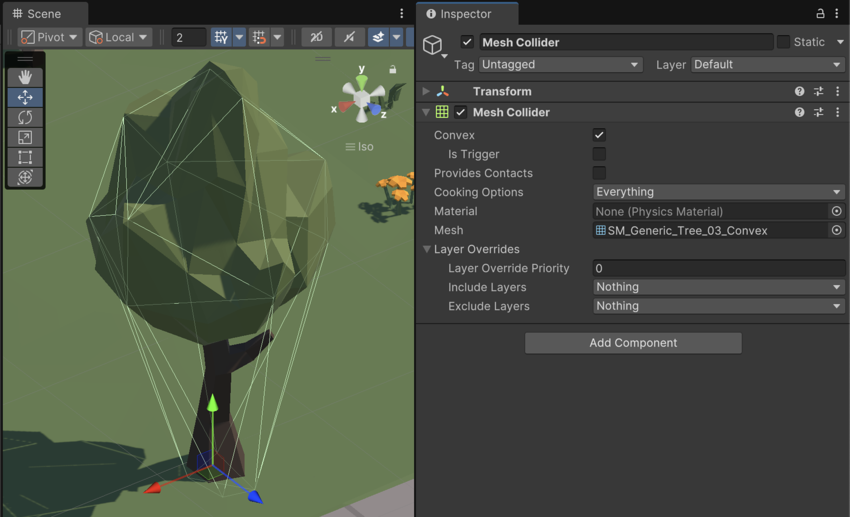 Scene
Inspector
Pivot
Local
2
2D
Mesh Collider
Static
Tag
Untagged
Layer
Default
Transform
Mesh Collider
y
x
z
Iso
Convex
Is Trigger
Provides Contacts
Cooking Options
Everything
Material
None (Physics Material)
Mesh
SM_Generic_Tree_03_Convex
Layer Overrides
Layer Override Priority
0
Include Layers
Nothing
Exclude Layers
Nothing
Add Component